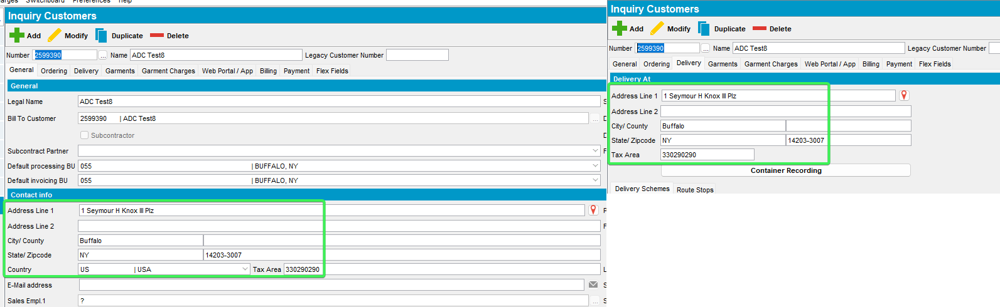 Switchboard Preferences Help
Inquiry Customers
Add Modify Duplicate Delete
Number 2599390 ... Name ADC Test8 Legacy Customer Number
General Ordering Delivery Garments Garment Charges Web Portal / App Billing Payment Flex Fields
General
Legal Name ADC Test8
Bill To Customer 2599390 | ADC Test8 ...
Subcontractor
Subcontract Partner
Default processing BU 055 | BUFFALO, NY
Default invoicing BU 055 | BUFFALO, NY
Contact info
Address Line 1 1 Seymour H Knox III Plz
Address Line 2
City/ County Buffalo
State/ Zipcode NY 14203-3007
Country US | USA Tax Area 330290290
E-Mail address
Sales Empl.1 ? ...
Inquiry Customers
Add Modify Duplicate Delete
Number 2599390 ... Name ADC Test8 Legacy Customer Number
General Ordering Delivery Garments Garment Charges Web Portal / App Billing Payment Flex Fields
Delivery At
Address Line 1 1 Seymour H Knox III Plz
Address Line 2
City/ County Buffalo
State/ Zipcode NY 14203-3007
Tax Area 330290290
Container Recording
Delivery Schemes Route Stops